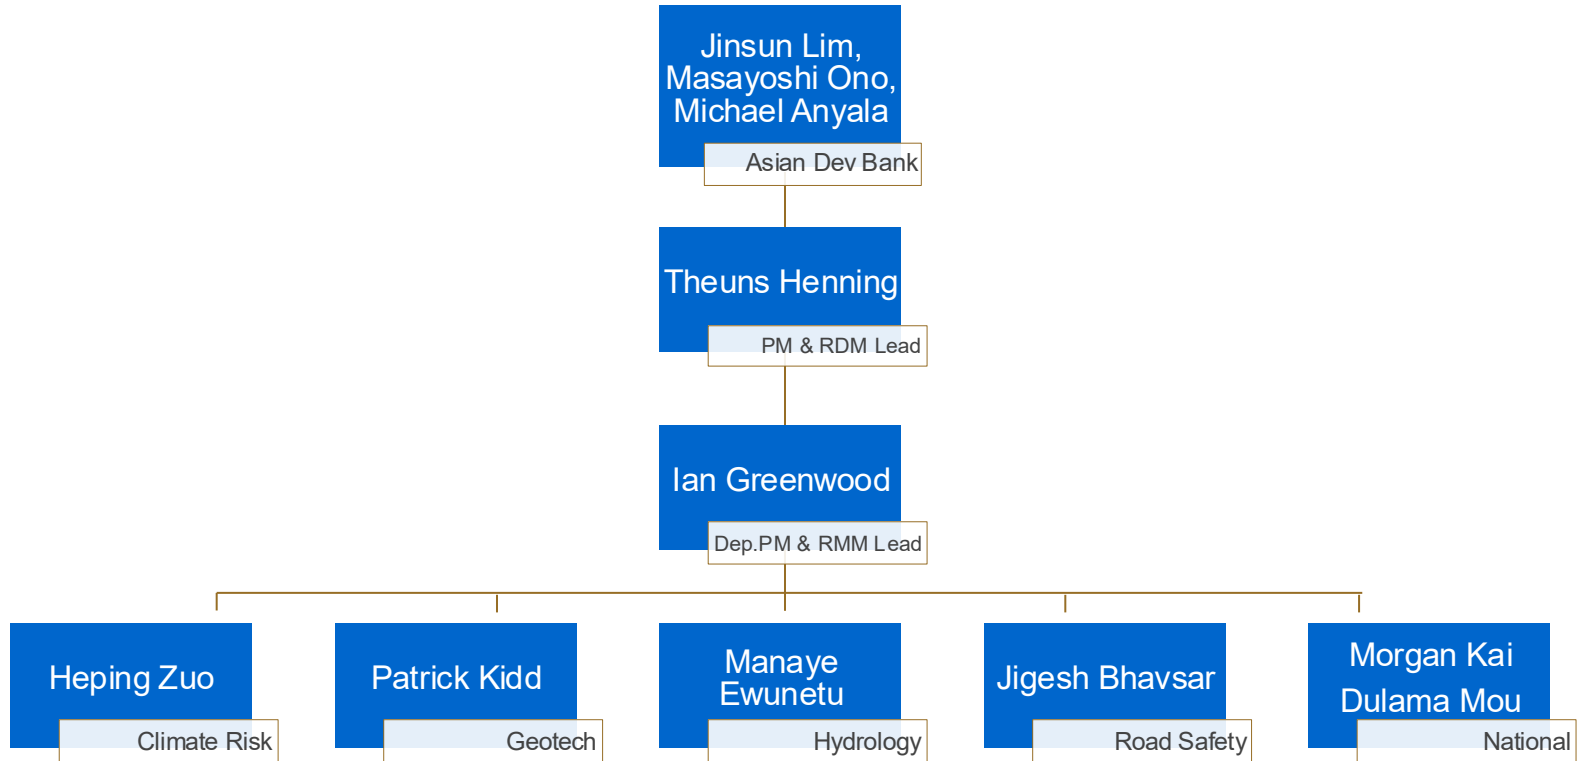 Jinsun Lim,
Masayoshi Ono,
Michael Anyala
Asian Dev Bank
Theuns Henning
PM & RDM Lead
Ian Greenwood
Dep.PM & RMM Lead
Heping Zuo
Climate Risk
Patrick Kidd
Geotech
Manaye
Ewunetu
Hydrology
Jigesh Bhavsar
Road Safety
Morgan Kai
Dulama Mou
National